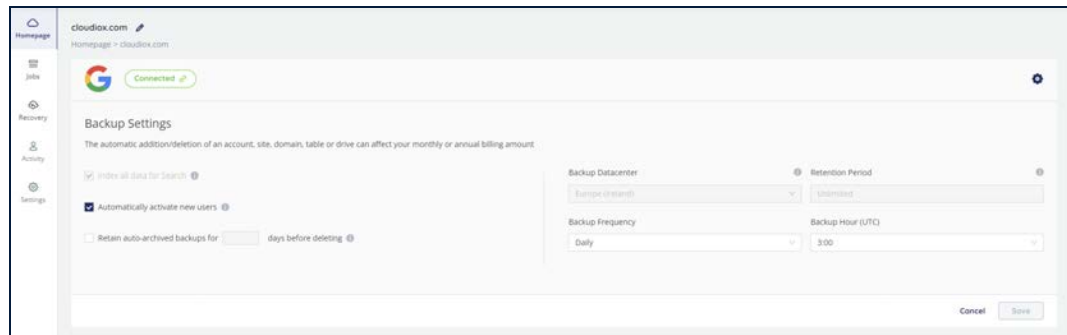 Homepage
Jobs
Recovery
Activity
Settings
cloudiox.com
Homepage > cloudiox.com
Connected
Backup Settings
The automatic addition/deletion of an account, site, domain, table or drive can affect your monthly or annual billing amount
Index all data for Search
Automatically activate new users
Retain auto-archived backups for days before deleting
Backup Datacenter
Retention Period
Europe (Ireland)
Unlimited
Backup Frequency
Backup Hour (UTC)
Daily
3:00
Cancel
Save